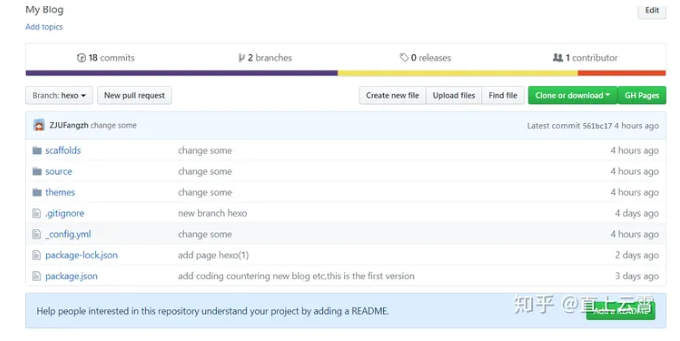 My Blog
Edit
Add topics
18 commits
2 branches
0 releases
1 contributor
Branch: hexo
New pull request
Create new file
Upload files
Find file
Clone or download
GH Pages
ZJUFangzh change some
Latest commit 561bc17 4 hours ago
scaffolds change some 4 hours ago
source change some 4 hours ago
themes change some 4 hours ago
.gitignore new branch hexo 4 days ago
_config.yml change some 4 hours ago
package-lock.json add page hexo(1) 2 days ago
package.json add coding countering new blog etc,this is the first version 3 days ago
Help people interested in this repository understand your project by adding a README.
Add a README
知乎 @直上云霄